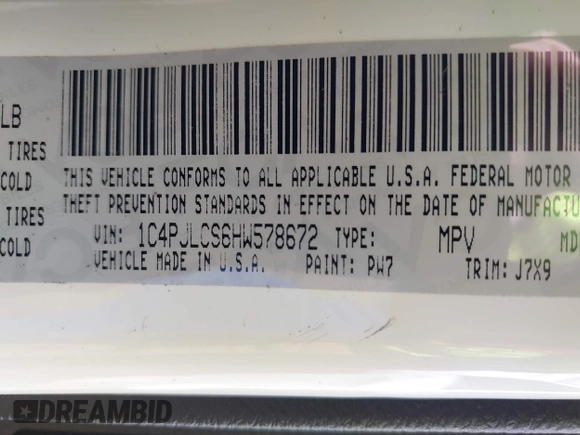 LB
TIRES
COLD
TIRES
COLD
THIS VEHICLE CONFORMS TO ALL APPLICABLE U.S.A. FEDERAL MOTOR
THEFT PREVENTION STANDARDS IN EFFECT ON THE DATE OF MANUFACTU
VIN: 1C4PJLCS6HW578672 TYPE: MPV MD
VEHICLE MADE IN U.S.A. PAINT: PW7 TRIM: J7X9
DREAMBID